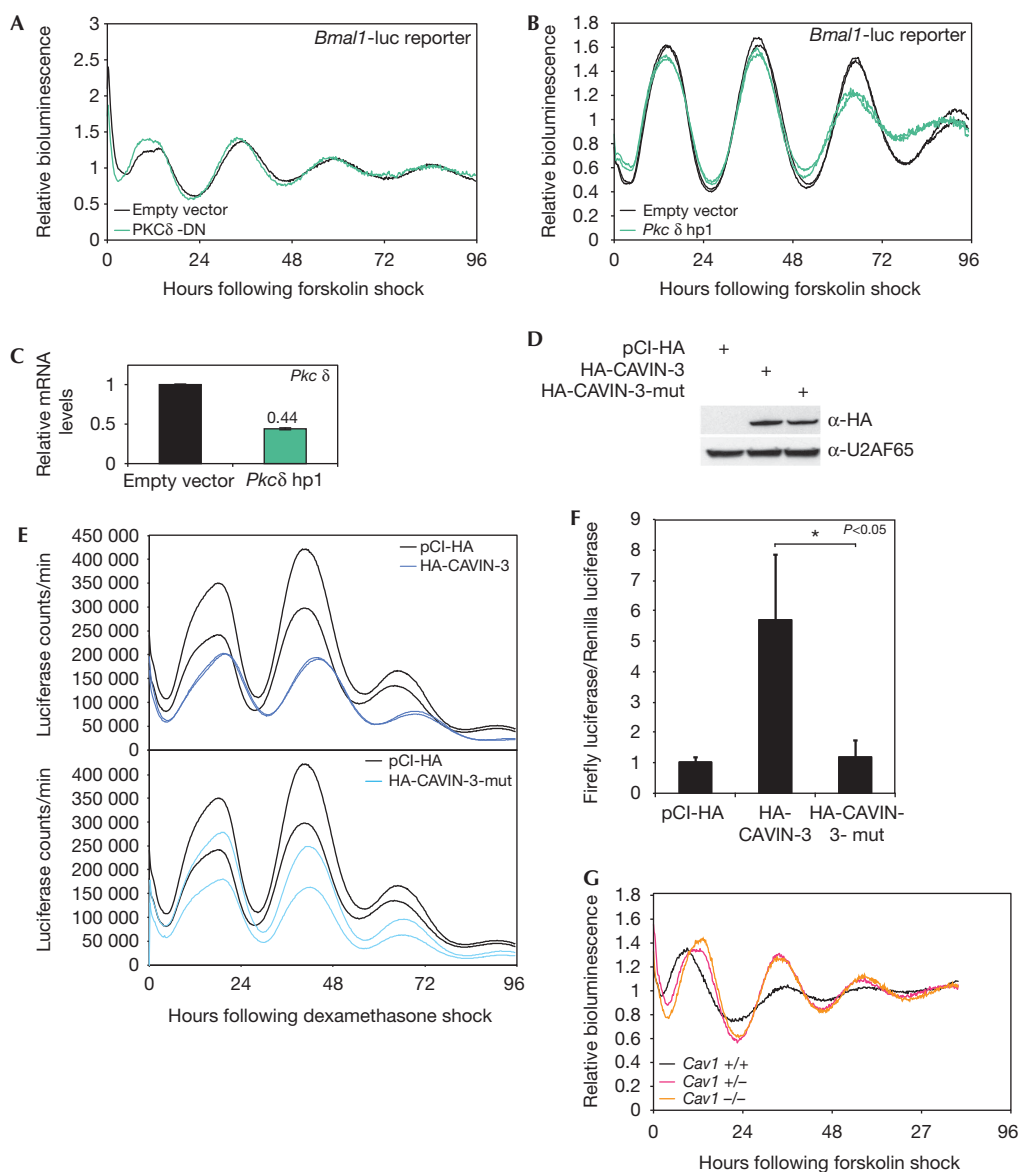 A
Bmal1-luc reporter
Relative bioluminescence
3
2.5
2
1.5
1
0.5
0
Empty vector
PKCδ -DN
0 24 48 72 96
Hours following forskolin shock
B
Bmal1-luc reporter
Relative bioluminescence
1.8
1.6
1.4
1.2
1
0.8
0.6
0.4
0.2
0
Empty vector
Pkc δ hp1
0 24 48 72 96
Hours following forskolin shock
C
Pkc δ
Relative mRNA
levels
1
0.5
0
0.44
Empty vector Pkcδ hp1
D
pCI-HA +
HA-CAVIN-3 +
HA-CAVIN-3-mut +
α-HA
α-U2AF65
E
Luciferase counts/min
450 000
400 000
350 000
300 000
250 000
200 000
150 000
100 000
50 000
0
pCI-HA
HA-CAVIN-3
Luciferase counts/min
400 000
350 000
300 000
250 000
200 000
150 000
100 000
50 000
0
pCI-HA
HA-CAVIN-3-mut
0 24 48 72 96
Hours following dexamethasone shock
F
Firefly luciferase/Renilla luciferase
9
8
7
6
5
4
3
2
1
0
P<0.05
*
pCI-HA HA- HA-CAVIN-
CAVIN-3 3- mut
G
Relative bioluminescence
1.8
1.6
1.4
1.2
1.0
0.8
0.6
0.4
0.2
0
Cav1 +/+
Cav1 +/–
Cav1 –/–
0 24 48 27 96
Hours following forskolin shock